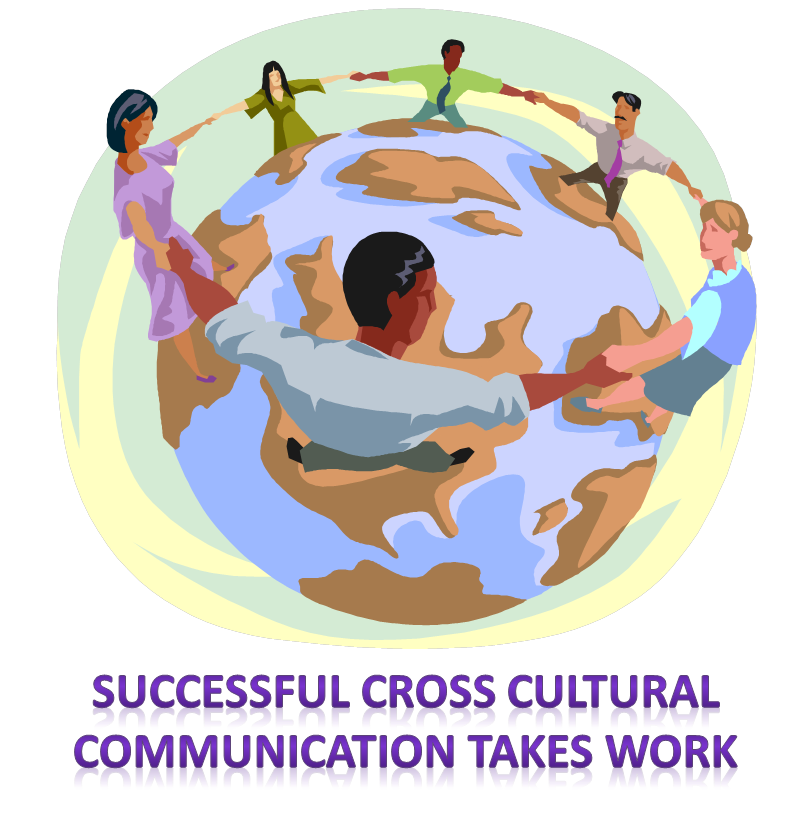 SUCCESSFUL CROSS CULTURAL
COMMUNICATION TAKES WORK